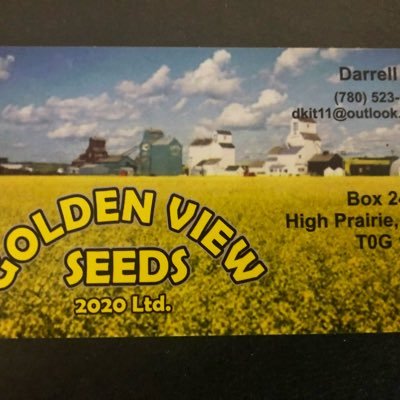 Darrell
(780) 523-
dkit11@outlook.
GOLDEN VIEW
SEEDS
2020 Ltd.
Box 24
High Prairie,
T0G